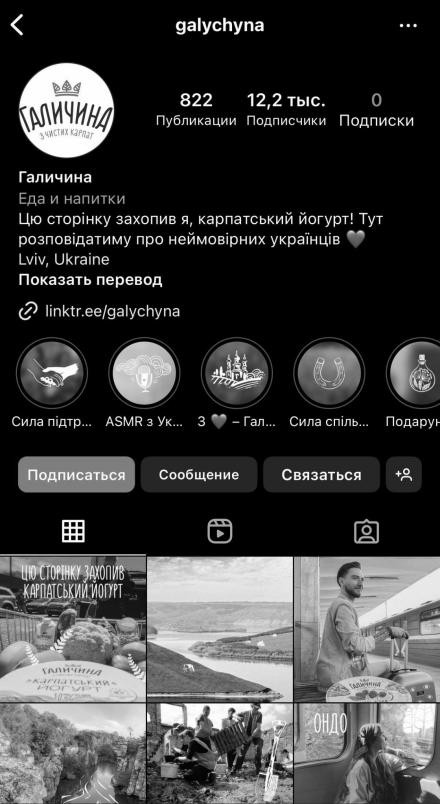 galychyna
ГАЛИЧИНА
З ЧИСТИХ КАРПАТ
822
Публикации
12,2 тыс.
Подписчики
0
Подписки
Галичина
Еда и напитки
Цю сторінку захопив я, карпатський йогурт! Тут
розповідатиму про неймовірних українців 🖤
Lviv, Ukraine
Показать перевод
linktr.ee/galychyna
Сила підтр...
ASMR з Ук...
З 🖤 – Гал...
Сила спіль...
Подарун
Подписаться
Сообщение
Связаться
ЦЮ СТОРІНКУ ЗАХОПИВ
КАРПАТСЬКИЙ ЙОГУРТ
ГАЛИЧИНА
КАРПАТСЬКИЙ
ЙОГУРТ
ГАЛИЧИНА
ОНДО